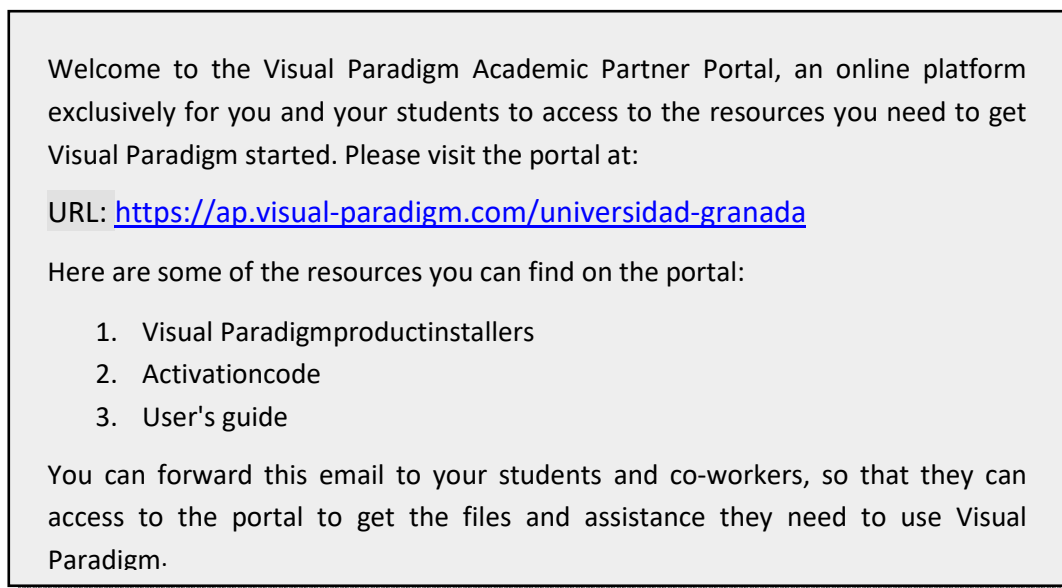 Welcome to the Visual Paradigm Academic Partner Portal, an online platform
exclusively for you and your students to access to the resources you need to get
Visual Paradigm started. Please visit the portal at:
URL: https://ap.visual-paradigm.com/universidad-granada
Here are some of the resources you can find on the portal:
1. Visual Paradigmproductinstallers
2. Activationcode
3. User's guide
You can forward this email to your students and co-workers, so that they can
access to the portal to get the files and assistance they need to use Visual
Paradigm.